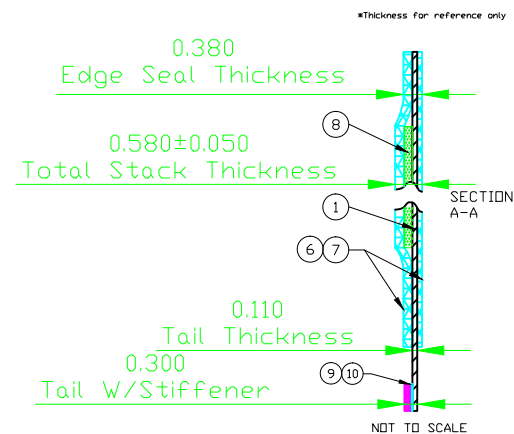 *Thickness for reference only
0.380
Edge Seal Thickness
8
0.580±0.050
Total Stack Thickness
SECTION
A-A
1
6 7
0.110
Tail Thickness
0.300
9 10
Tail W/Stiffener
NOT TO SCALE